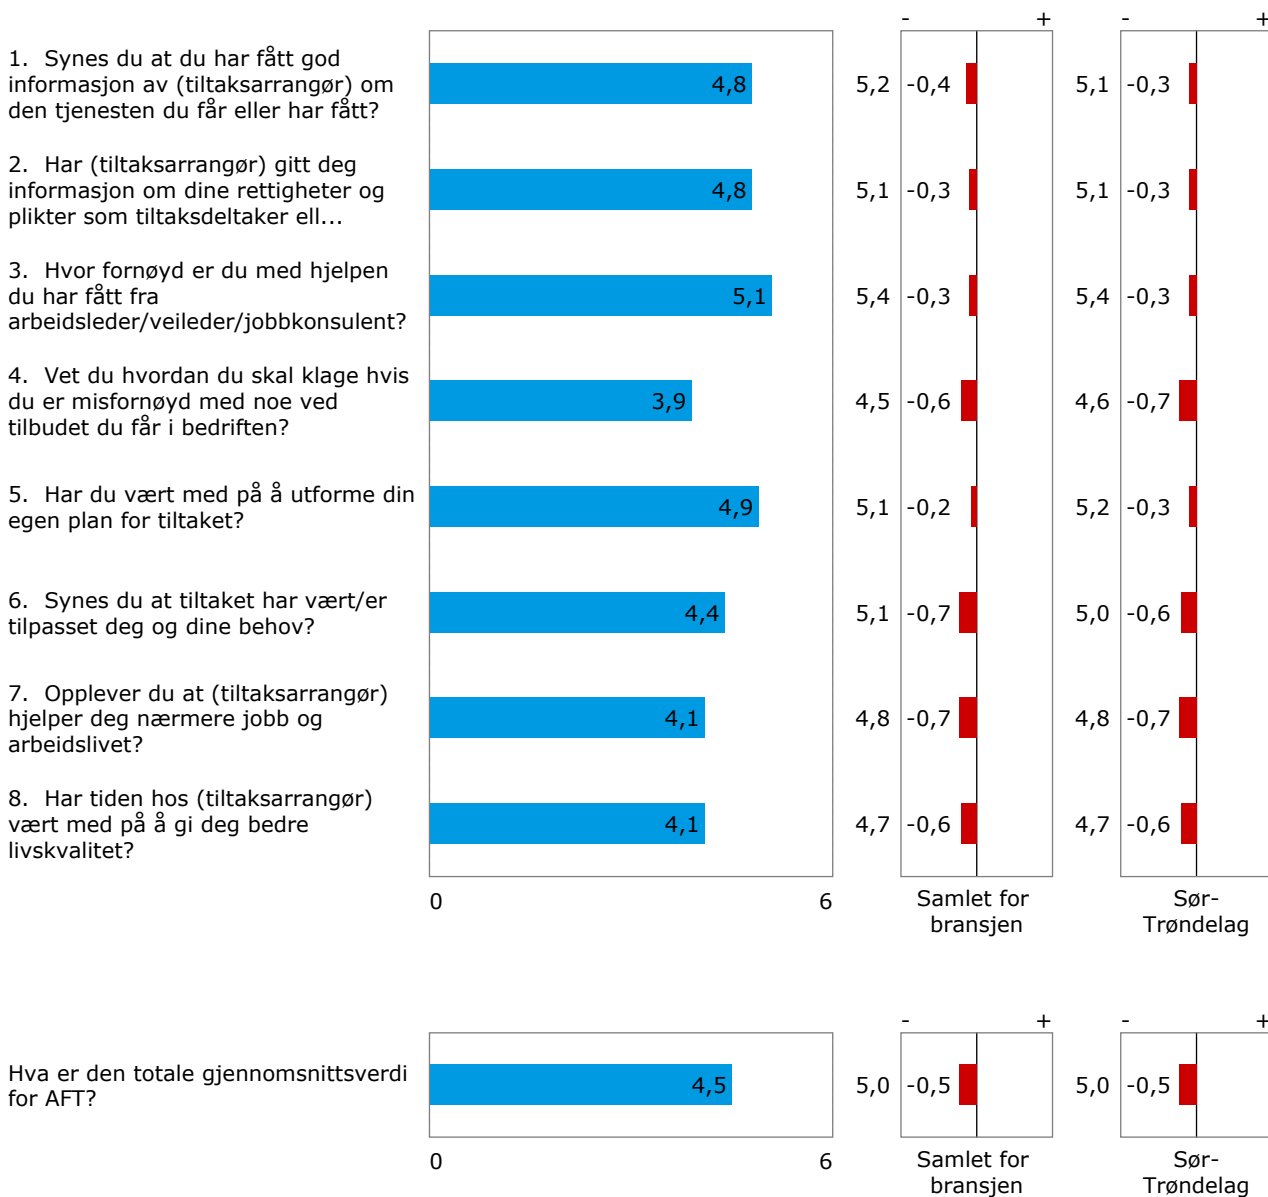 - + - +
1. Synes du at du har fått god
informasjon av (tiltaksarrangør) om
den tjenesten du får eller har fått?
4,8 5,2 -0,4 5,1 -0,3
2. Har (tiltaksarrangør) gitt deg
informasjon om dine rettigheter og
plikter som tiltaksdeltaker ell...
4,8 5,1 -0,3 5,1 -0,3
3. Hvor fornøyd er du med hjelpen
du har fått fra
arbeidsleder/veileder/jobbkonsulent?
5,1 5,4 -0,3 5,4 -0,3
4. Vet du hvordan du skal klage hvis
du er misfornøyd med noe ved
tilbudet du får i bedriften?
3,9 4,5 -0,6 4,6 -0,7
5. Har du vært med på å utforme din
egen plan for tiltaket?
4,9 5,1 -0,2 5,2 -0,3
6. Synes du at tiltaket har vært/er
tilpasset deg og dine behov?
4,4 5,1 -0,7 5,0 -0,6
7. Opplever du at (tiltaksarrangør)
hjelper deg nærmere jobb og
arbeidslivet?
4,1 4,8 -0,7 4,8 -0,7
8. Har tiden hos (tiltaksarrangør)
vært med på å gi deg bedre
livskvalitet?
4,1 4,7 -0,6 4,7 -0,6
0 6
Samlet for
bransjen
Sør-
Trøndelag
- + - +
Hva er den totale gjennomsnittsverdi
for AFT?
4,5 5,0 -0,5 5,0 -0,5
0 6
Samlet for
bransjen
Sør-
Trøndelag